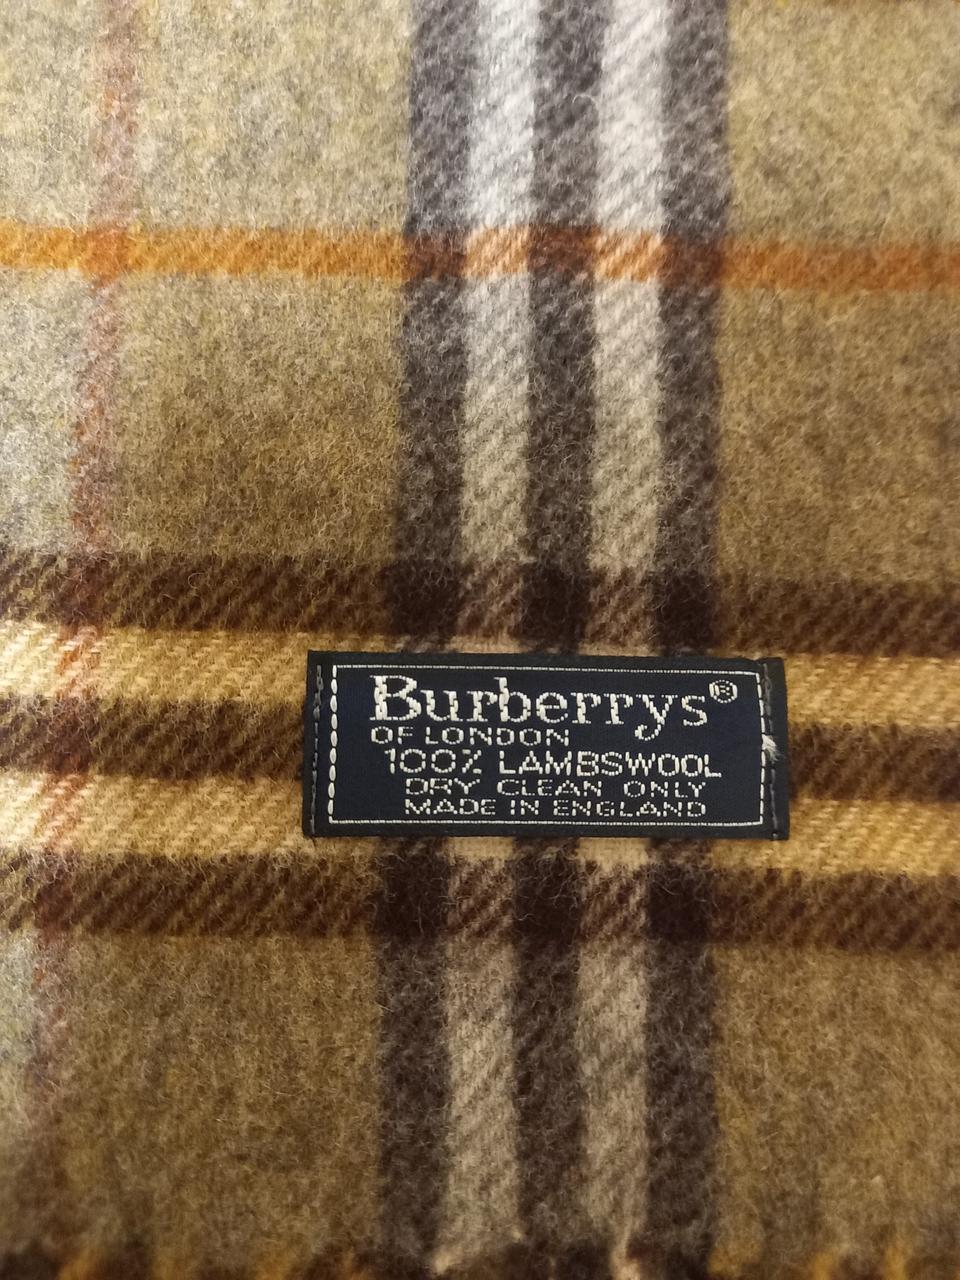 Burberrys®
OF LONDON
100% LAMBSWOOL
DRY CLEAN ONLY
MADE IN ENGLAND